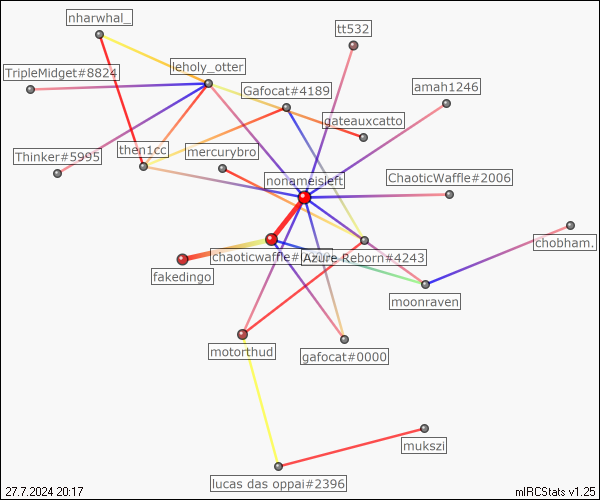 nharwhal_
tt532
TripleMidget#8824
leholy_otter
Gafocat#4189
amah1246
gateauxcatto
Thinker#5995
then1cc
mercurybro
nonameisleft
ChaoticWaffle#2006
chobham.
chaoticwaffle#
Azure Reborn#4243
fakedingo
moonraven
motorthud
gafocat#0000
mukszi
lucas das oppai#2396
27.7.2024 20:17
mIRCStats v1.25